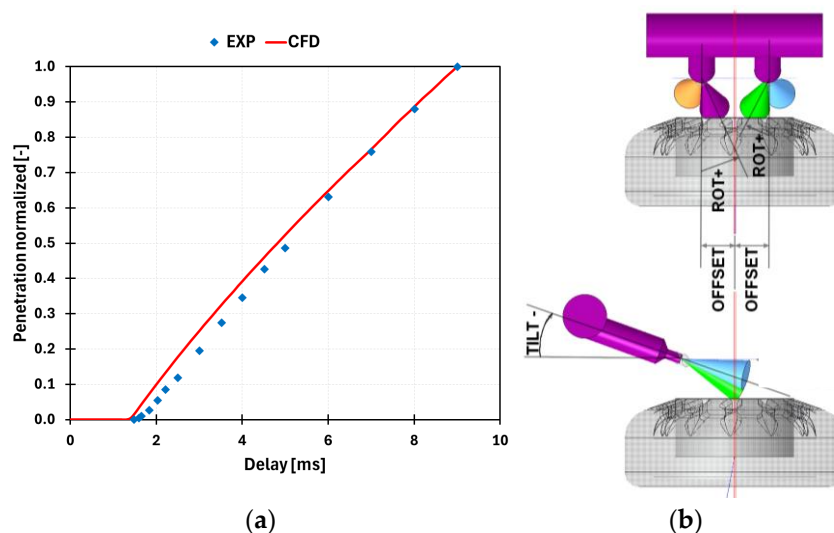 EXP
CFD
Penetration normalized [-]
1.0
0.9
0.8
0.7
0.6
0.5
0.4
0.3
0.2
0.1
0.0
0
2
4
6
8
10
Delay [ms]
(a)
ROT+
ROT+
OFFSET
OFFSET
TILT -
(b)